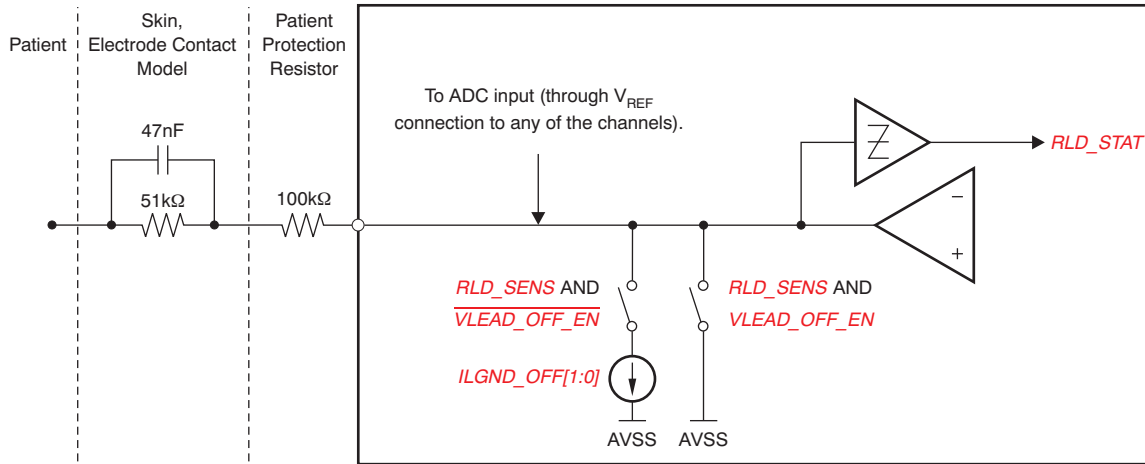 Patient
Skin,
Electrode Contact
Model
Patient
Protection
Resistor
To ADC input (through VREF
connection to any of the channels).
47nF
51kΩ
100kΩ
RLD_STAT
−
+
RLD_SENS AND
VLEAD_OFF_EN
RLD_SENS AND
VLEAD_OFF_EN
ILGND_OFF[1:0]
AVSS
AVSS